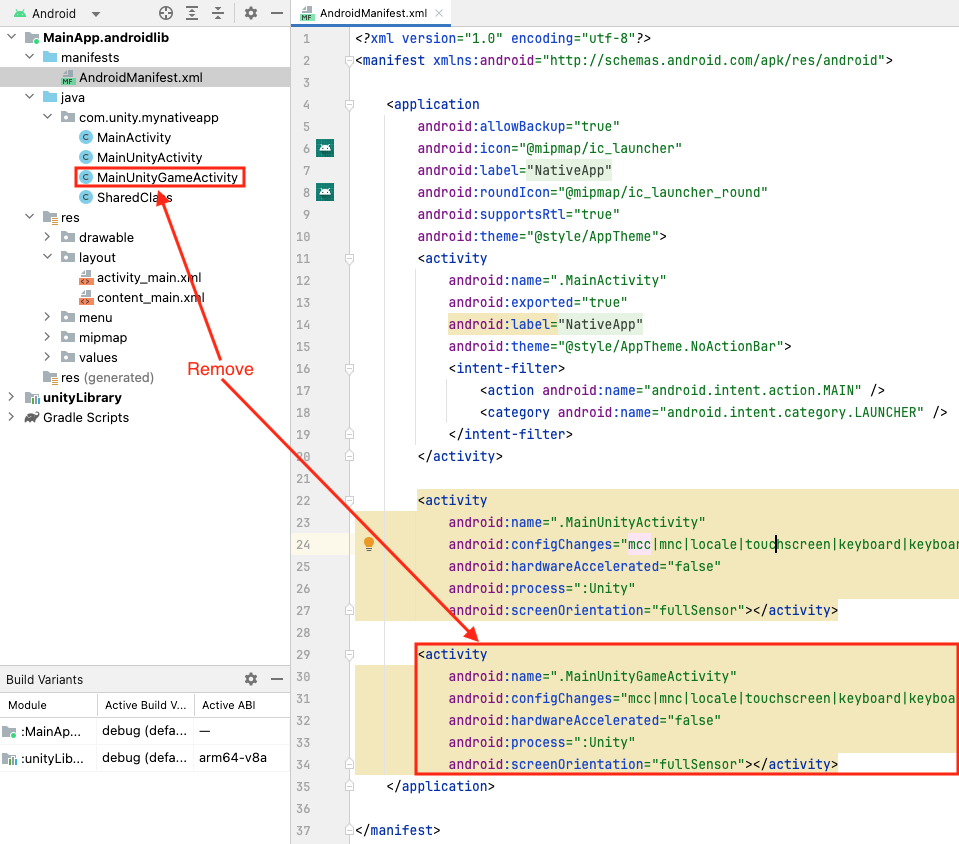 Android
AndroidManifest.xml
MainApp.androidlib
manifests
AndroidManifest.xml
java
com.unity.mynativeapp
MainActivity
MainUnityActivity
MainUnityGameActivity
SharedClass
res
drawable
layout
activity_main.xml
content_main.xml
menu
mipmap
values
res (generated)
unityLibrary
Gradle Scripts
Remove
Build Variants
Module Active Build V... Active ABI
:MainAp... debug (defa... —
:unityLib... debug (defa... arm64-v8a
1 <?xml version="1.0" encoding="utf-8"?>
2 <manifest xmlns:android="http://schemas.android.com/apk/res/android">
3
4 <application
5 android:allowBackup="true"
6 android:icon="@mipmap/ic_launcher"
7 android:label="NativeApp"
8 android:roundIcon="@mipmap/ic_launcher_round"
9 android:supportsRtl="true"
10 android:theme="@style/AppTheme">
11 <activity
12 android:name=".MainActivity"
13 android:exported="true"
14 android:label="NativeApp"
15 android:theme="@style/AppTheme.NoActionBar">
16 <intent-filter>
17 <action android:name="android.intent.action.MAIN" />
18 <category android:name="android.intent.category.LAUNCHER" />
19 </intent-filter>
20 </activity>
21
22 <activity
23 android:name=".MainUnityActivity"
24 android:configChanges="mcc|mnc|locale|touchscreen|keyboard|keyboar
25 android:hardwareAccelerated="false"
26 android:process=":Unity"
27 android:screenOrientation="fullSensor"></activity>
28
29 <activity
30 android:name=".MainUnityGameActivity"
31 android:configChanges="mcc|mnc|locale|touchscreen|keyboard|keyboa
32 android:hardwareAccelerated="false"
33 android:process=":Unity"
34 android:screenOrientation="fullSensor"></activity>
35 </application>
36
37 </manifest>